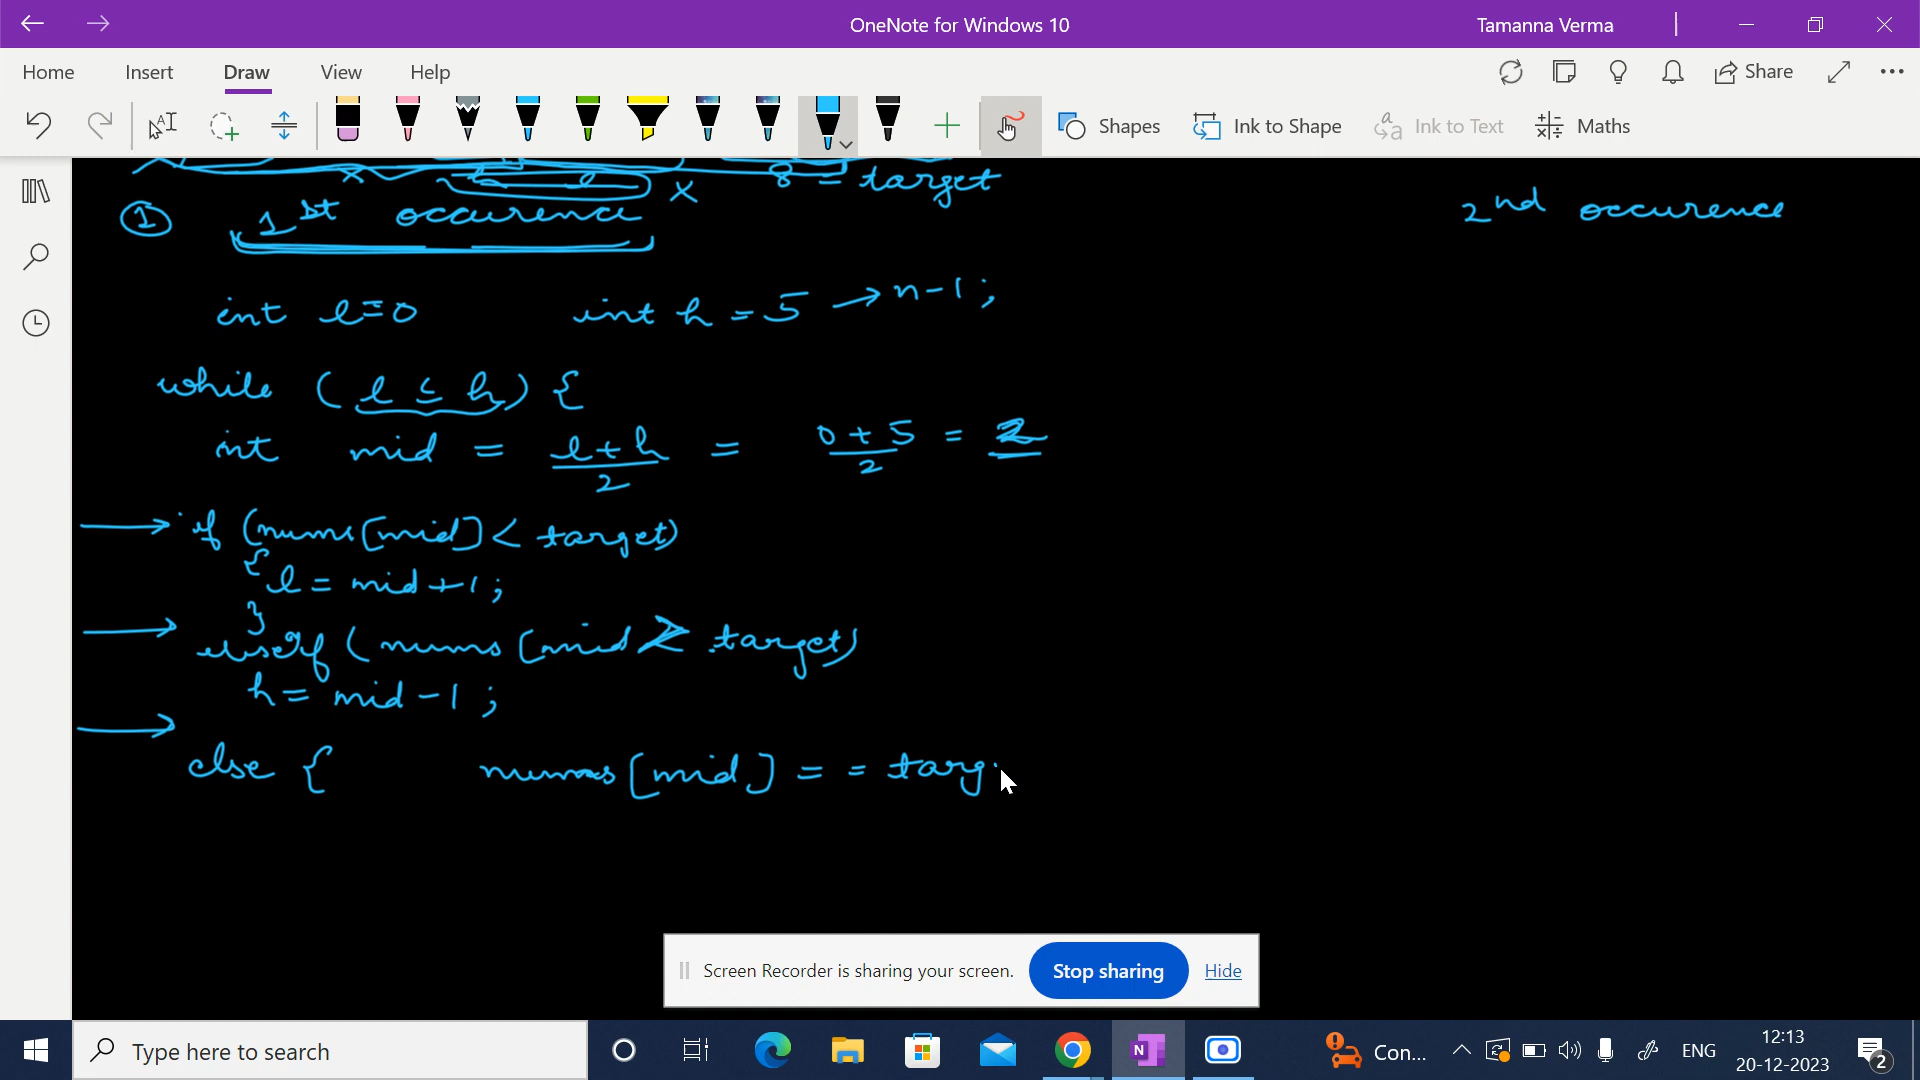 OneNote for Windows 10
Tamanna Verma
Home Insert Draw View Help
Share
Shapes Ink to Shape Ink to Text Maths
8 = target
① 1st occurence
2nd occurence
int l=0 int h = 5 → n-1;
while (l ≤ h) {
int mid = l+h/2 = 0+5/2 = 2
→ if (nums[mid] < target)
{ l = mid+1;
}
→ elseif (nums [mid > target)
h = mid-1;
→
else { nums[mid] = = targ
Screen Recorder is sharing your screen. Stop sharing Hide
Type here to search
Con... ENG 12:13
20-12-2023
2